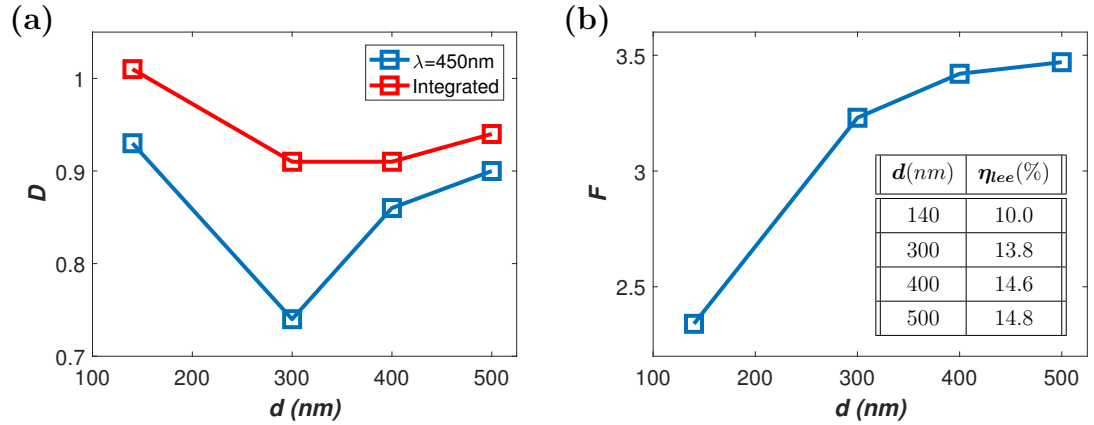 (a)
1
0.9
0.8
0.7
D
100 200 300 400 500
d (nm)
λ=450nm
Integrated
(b)
3.5
3
2.5
F
100 200 300 400 500
d (nm)
d(nm) ηlee(%)
140 10.0
300 13.8
400 14.6
500 14.8